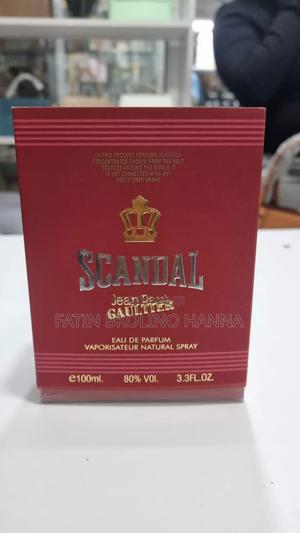 IN THIS PRODUCT PERFUME IS HIGHLY
CONCENTRATED CHOSEN FROM THE BEST
SOURCES AROUND THE WORLD. IT
IS NOT CONNECTED WITH ANY
REGISTERED BRAND
SCANDAL
Jean Paul
GAULTIER
FATIN BROLINO HANNA
EAU DE PARFUM
VAPORISATEUR NATURAL SPRAY
e100ml. 80% VOl. 3.3FL.OZ.